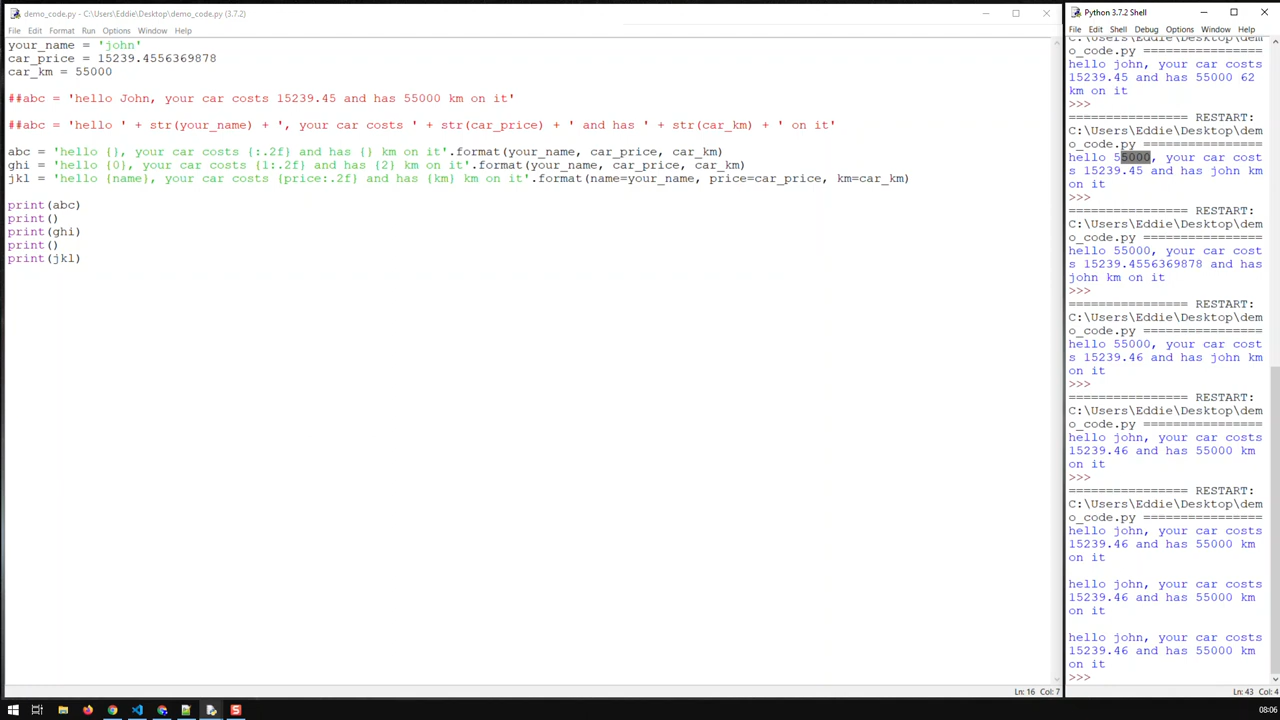 demo_code.py - C:\Users\Eddie\Desktop\demo_code.py (3.7.2)
File Edit Format Run Options Window Help
your_name = 'john'
car_price = 15239.4556369878
car_km = 55000
##abc = 'hello John, your car costs 15239.45 and has 55000 km on it'
##abc = 'hello ' + str(your_name) + ', your car costs ' + str(car_price) + ' and has ' + str(car_km) + ' on it'
abc = 'hello {}, your car costs {:.2f} and has {} km on it'.format(your_name, car_price, car_km)
ghi = 'hello {0}, your car costs {1:.2f} and has {2} km on it'.format(your_name, car_price, car_km)
jkl = 'hello {name}, your car costs {price:.2f} and has {km} km on it'.format(name=your_name, price=car_price, km=car_km)
print(abc)
print()
print(ghi)
print()
print(jkl)
Ln: 16 Col: 7
Python 3.7.2 Shell
File Edit Shell Debug Options Window Help
C:\Users\Eddie\Desktop\dem
o_code.py ================
hello john, your car costs
15239.45 and has 55000 62
km on it
>>>
================ RESTART:
C:\Users\Eddie\Desktop\dem
o_code.py ================
hello 55000, your car cost
s 15239.45 and has john km
on it
>>>
================ RESTART:
C:\Users\Eddie\Desktop\dem
o_code.py ================
hello 55000, your car cost
s 15239.4556369878 and has
john km on it
>>>
================ RESTART:
C:\Users\Eddie\Desktop\dem
o_code.py ================
hello 55000, your car cost
s 15239.46 and has john km
on it
>>>
================ RESTART:
C:\Users\Eddie\Desktop\dem
o_code.py ================
hello john, your car costs
15239.46 and has 55000 km
on it
>>>
================ RESTART:
C:\Users\Eddie\Desktop\dem
o_code.py ================
hello john, your car costs
15239.46 and has 55000 km
on it
hello john, your car costs
15239.46 and has 55000 km
on it
hello john, your car costs
15239.46 and has 55000 km
on it
>>>
Ln: 43 Col: 4
08:06